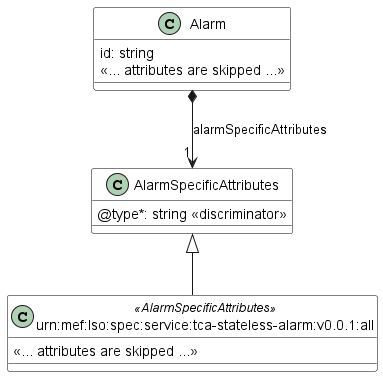 C Alarm
id: string
«... attributes are skipped ...»
alarmSpecificAttributes
1
C AlarmSpecificAttributes
@type*: string «discriminator»
«AlarmSpecificAttributes»
C urn:mef:lso:spec:service:tca-stateless-alarm:v0.0.1:all
«... attributes are skipped ...»